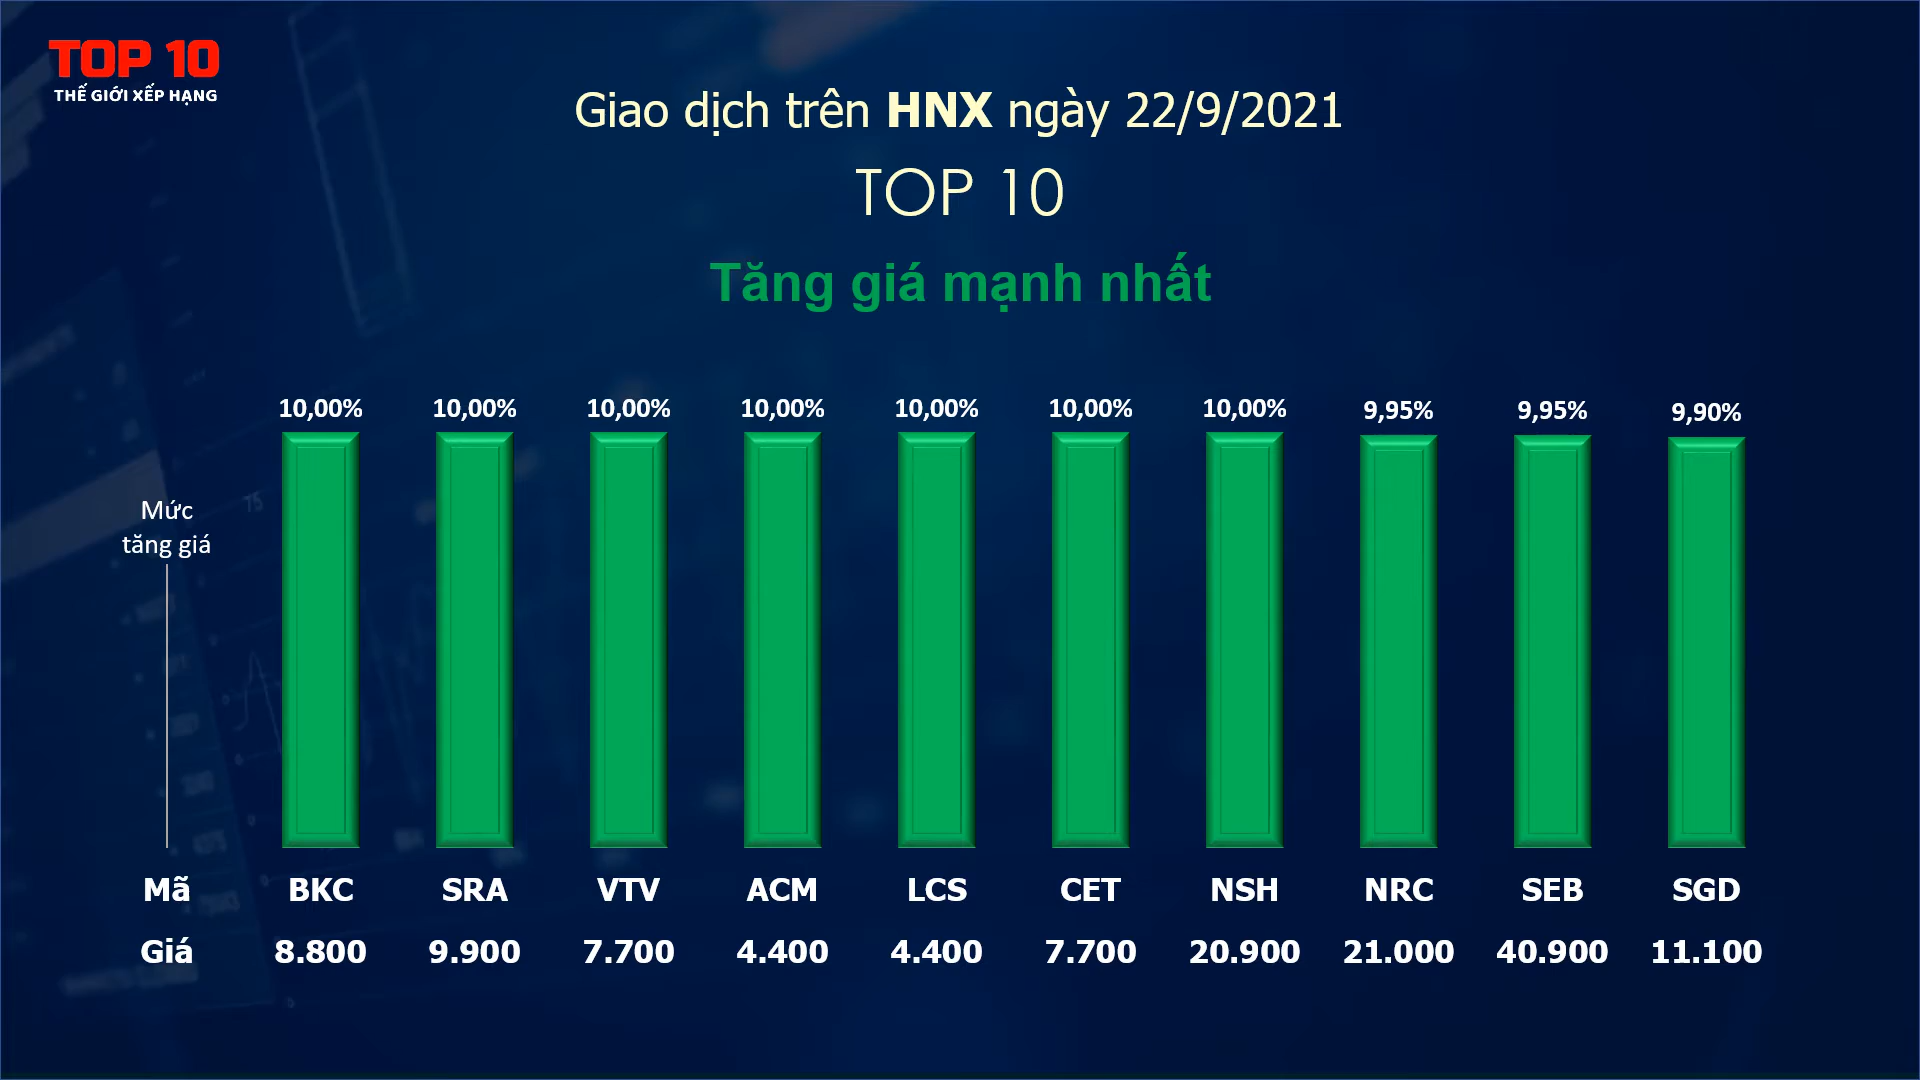 TOP 10
THẾ GIỚI XẾP HẠNG
Giao dịch trên HNX ngày 22/9/2021
TOP 10
Tăng giá mạnh nhất
10,00% 10,00% 10,00% 10,00% 10,00% 10,00% 10,00% 9,95% 9,95% 9,90%
Mức
tăng giá
Mã BKC SRA VTV ACM LCS CET NSH NRC SEB SGD
Giá 8.800 9.900 7.700 4.400 4.400 7.700 20.900 21.000 40.900 11.100